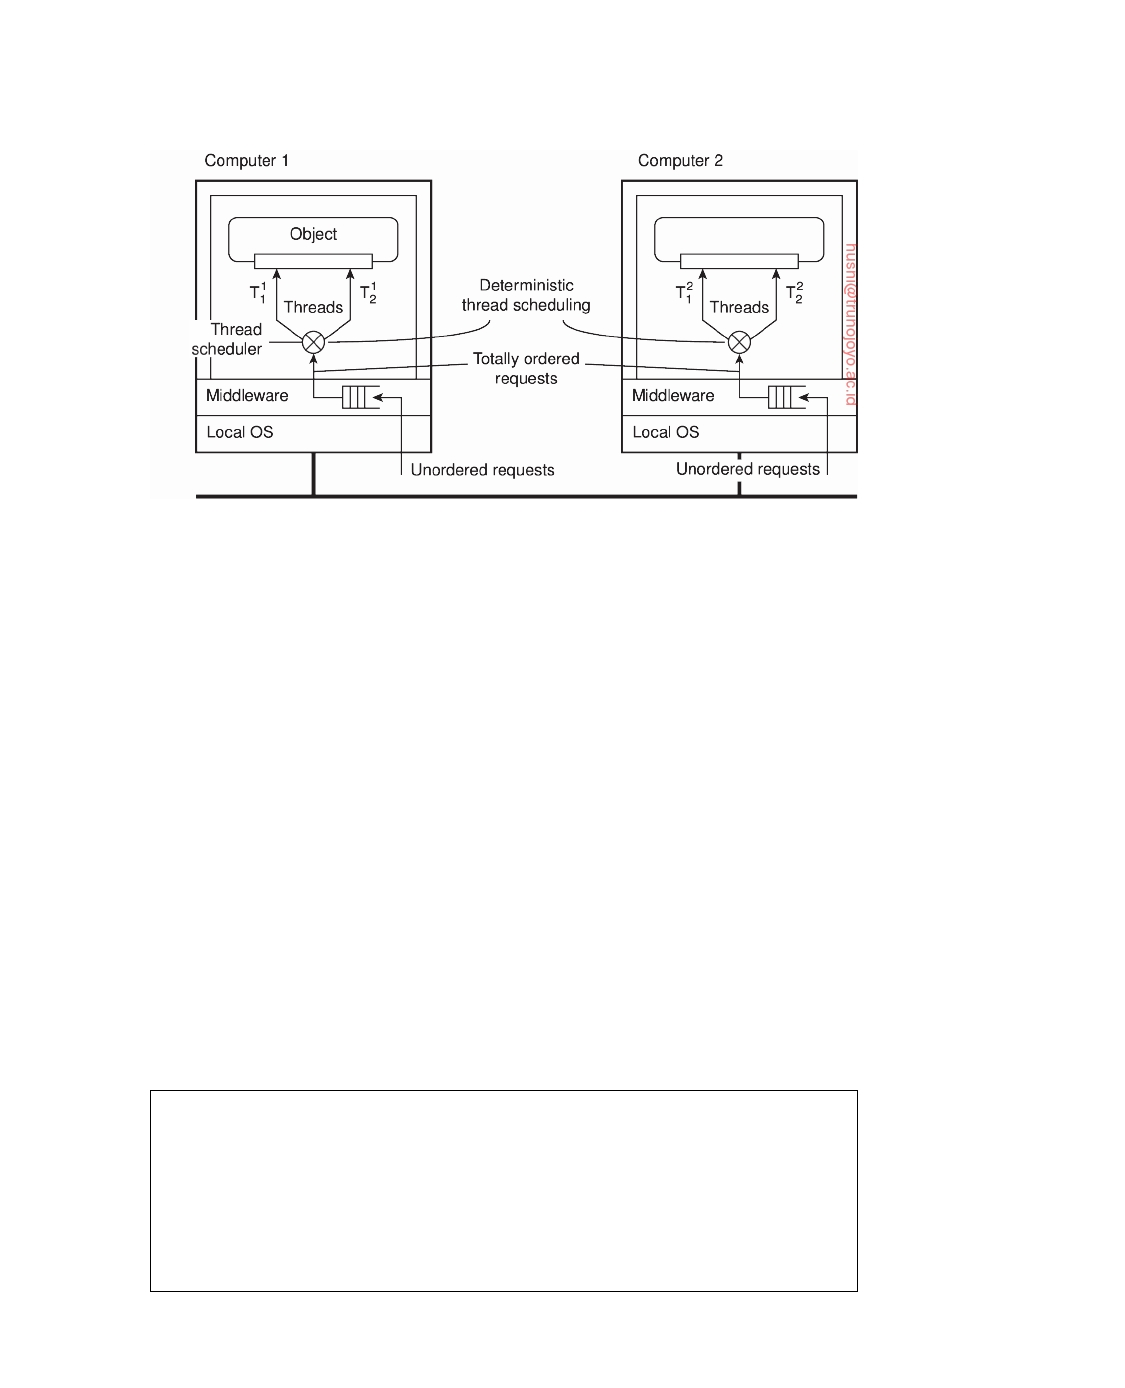 Computer 1
Computer 2
Object
Deterministic
thread scheduling
T₁¹
Threads
T₂¹
T₁²
Threads
T₂²
Thread
scheduler
Totally ordered
requests
Middleware
Middleware
Local OS
Local OS
Unordered requests
Unordered requests
husni@trunojoyo.ac.id